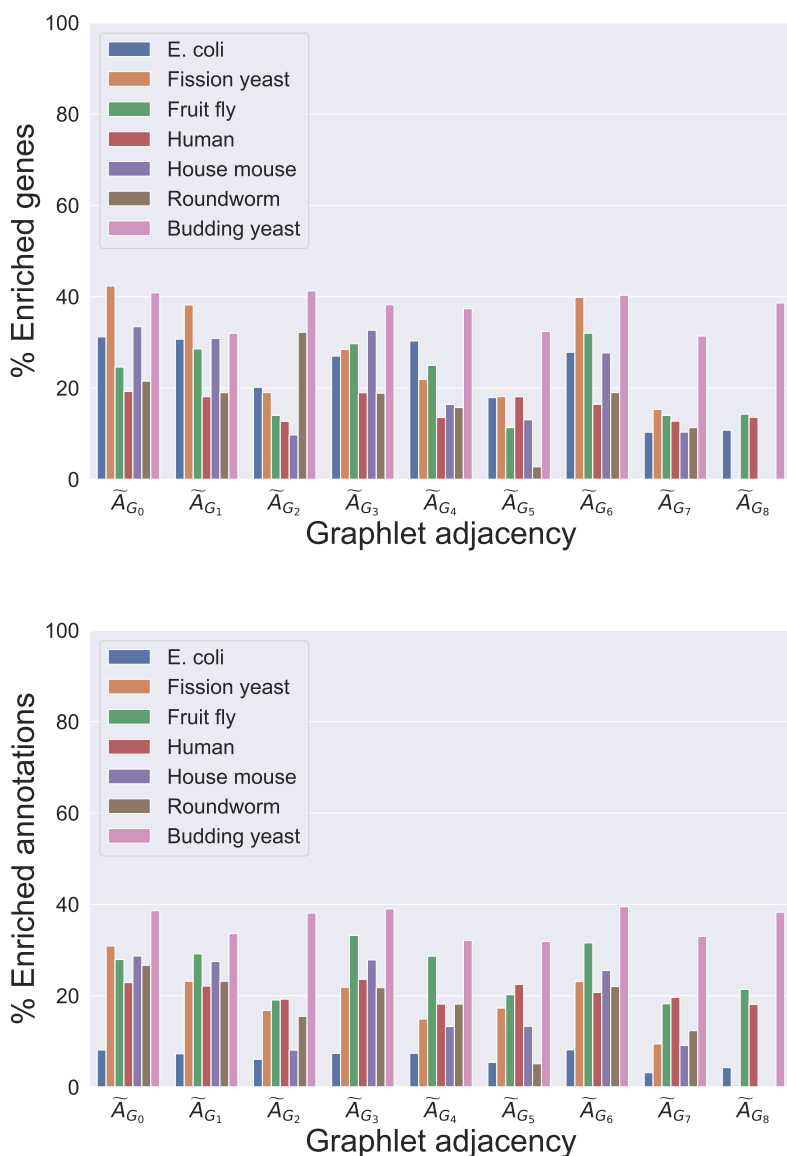 100
80
60
40
20
0
% Enriched genes
E. coli
Fission yeast
Fruit fly
Human
House mouse
Roundworm
Budding yeast
Ã_G₀ Ã_G₁ Ã_G₂ Ã_G₃ Ã_G₄ Ã_G₅ Ã_G₆ Ã_G₇ Ã_G₈
Graphlet adjacency
100
80
60
40
20
0
% Enriched annotations
E. coli
Fission yeast
Fruit fly
Human
House mouse
Roundworm
Budding yeast
Ã_G₀ Ã_G₁ Ã_G₂ Ã_G₃ Ã_G₄ Ã_G₅ Ã_G₆ Ã_G₇ Ã_G₈
Graphlet adjacency